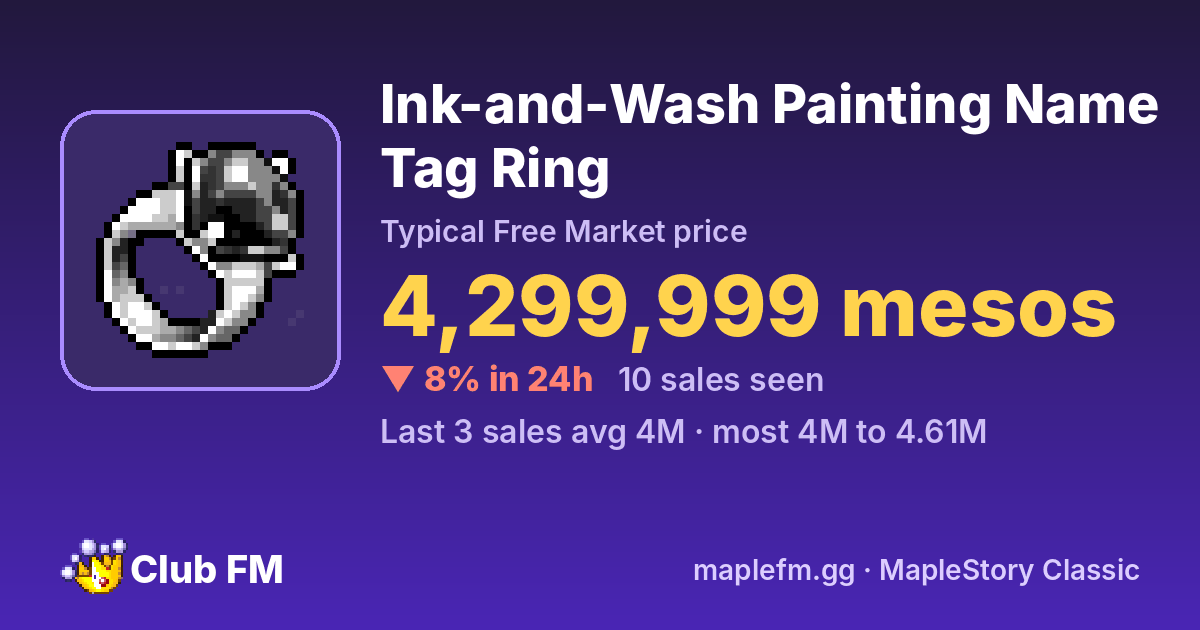 Ink-and-Wash Painting Name
Tag Ring
Typical Free Market price
4,299,999 mesos
▼ 8% in 24h 10 sales seen
Last 3 sales avg 4M · most 4M to 4.61M
Club FM
maplefm.gg · MapleStory Classic